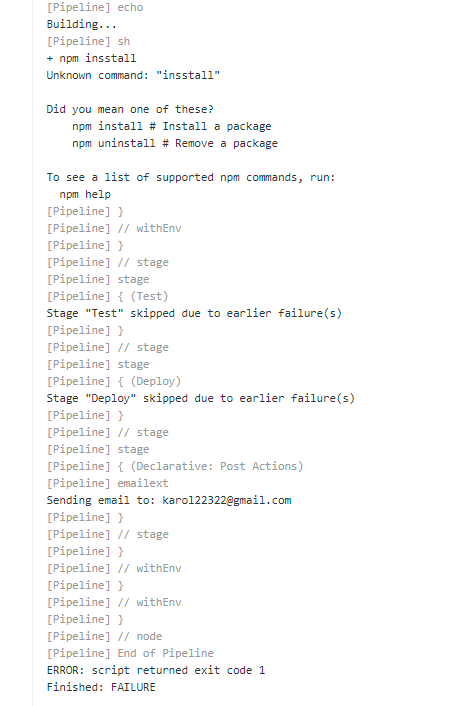 [Pipeline] echo
Building...
[Pipeline] sh
+ npm insstall
Unknown command: "insstall"

Did you mean one of these?
    npm install # Install a package
    npm uninstall # Remove a package

To see a list of supported npm commands, run:
  npm help
[Pipeline] }
[Pipeline] // withEnv
[Pipeline] }
[Pipeline] // stage
[Pipeline] stage
[Pipeline] { (Test)
Stage "Test" skipped due to earlier failure(s)
[Pipeline] }
[Pipeline] // stage
[Pipeline] stage
[Pipeline] { (Deploy)
Stage "Deploy" skipped due to earlier failure(s)
[Pipeline] }
[Pipeline] // stage
[Pipeline] stage
[Pipeline] { (Declarative: Post Actions)
[Pipeline] emailext
Sending email to: karol22322@gmail.com
[Pipeline] }
[Pipeline] // stage
[Pipeline] }
[Pipeline] // withEnv
[Pipeline] }
[Pipeline] // withEnv
[Pipeline] }
[Pipeline] // node
[Pipeline] End of Pipeline
ERROR: script returned exit code 1
Finished: FAILURE